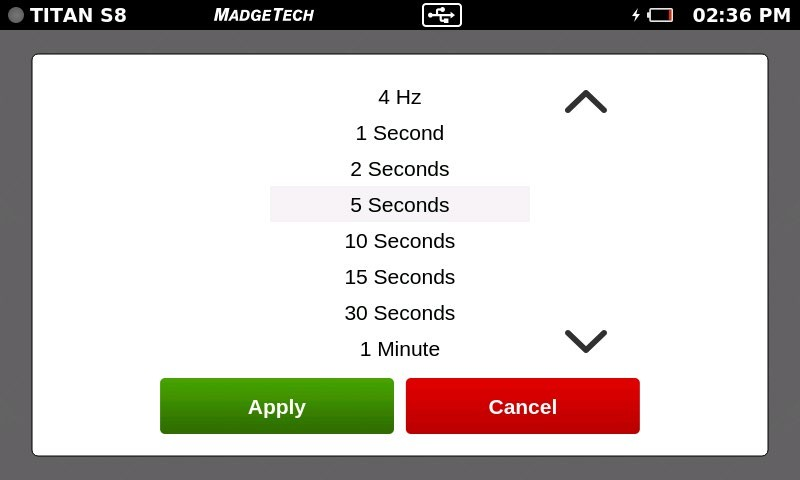 TITAN S8 MADGETECH 02:36 PM
4 Hz
1 Second
2 Seconds
5 Seconds
10 Seconds
15 Seconds
30 Seconds
1 Minute
Apply Cancel